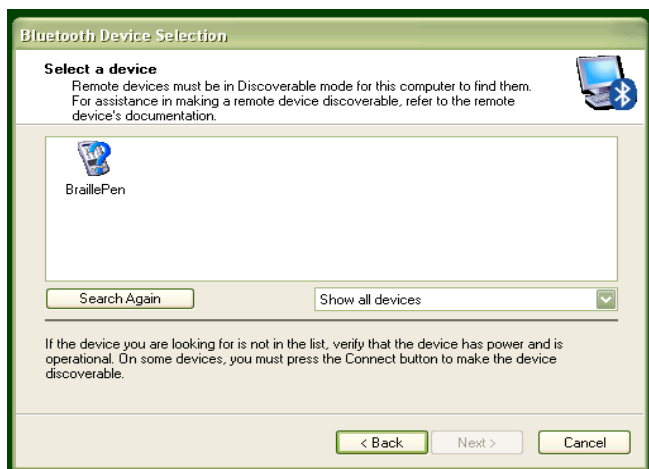 Bluetooth Device Selection
Select a device
Remote devices must be in Discoverable mode for this computer to find them.
For assistance in making a remote device discoverable, refer to the remote
device's documentation.
BraillePen
Search Again
Show all devices
If the device you are looking for is not in the list, verify that the device has power and is
operational. On some devices, you must press the Connect button to make the device
discoverable.
< Back
Next >
Cancel